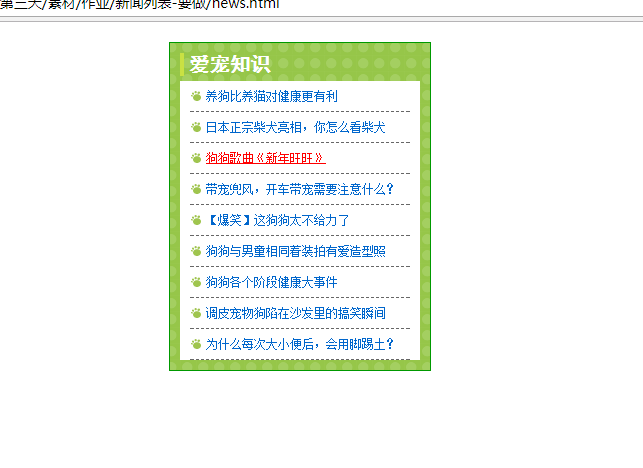 第三天/素材/作业/新闻列表-要做/news.html
爱宠知识
养狗比养猫对健康更有利
日本正宗柴犬亮相，你怎么看柴犬
狗狗歌曲《新年旺旺》
带宠兜风，开车带宠需要注意什么？
【爆笑】这狗狗太不给力了
狗狗与男童相同着装拍有爱造型照
狗狗各个阶段健康大事件
调皮宠物狗陷在沙发里的搞笑瞬间
为什么每次大小便后，会用脚踢土？